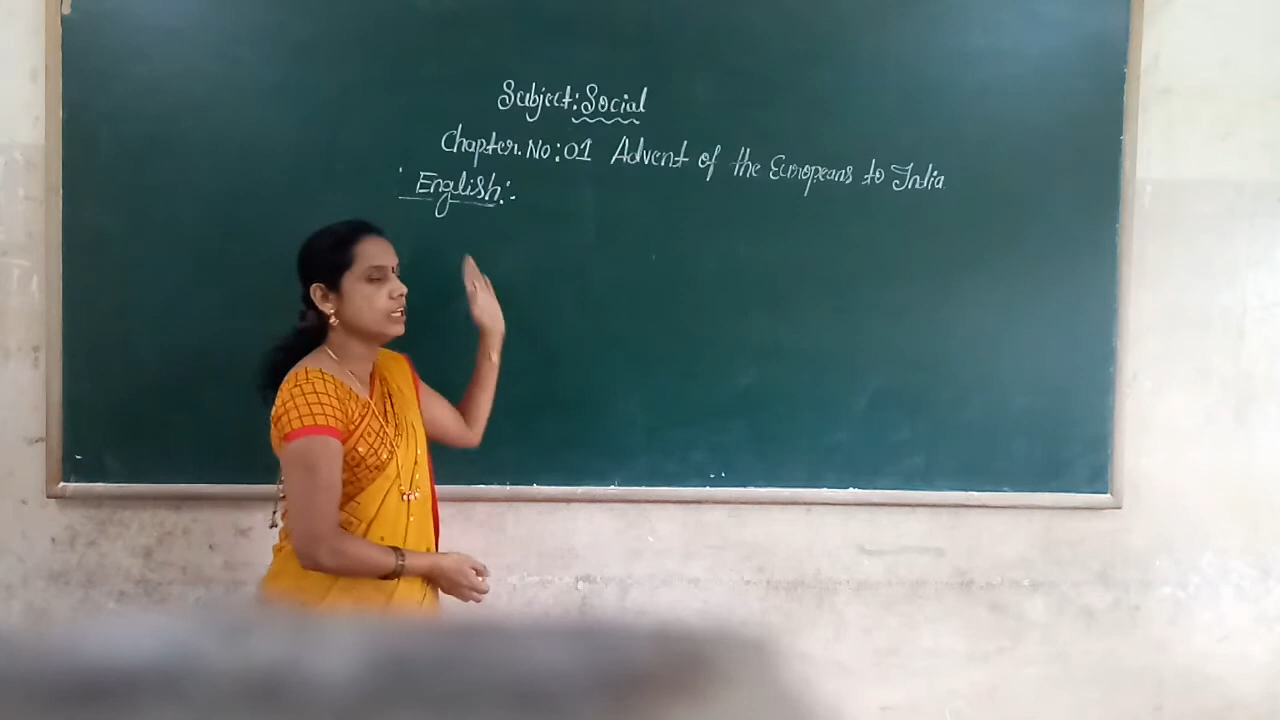 Subject: Social
Chapter. No: 01 Advent of the Europeans to India
English:-